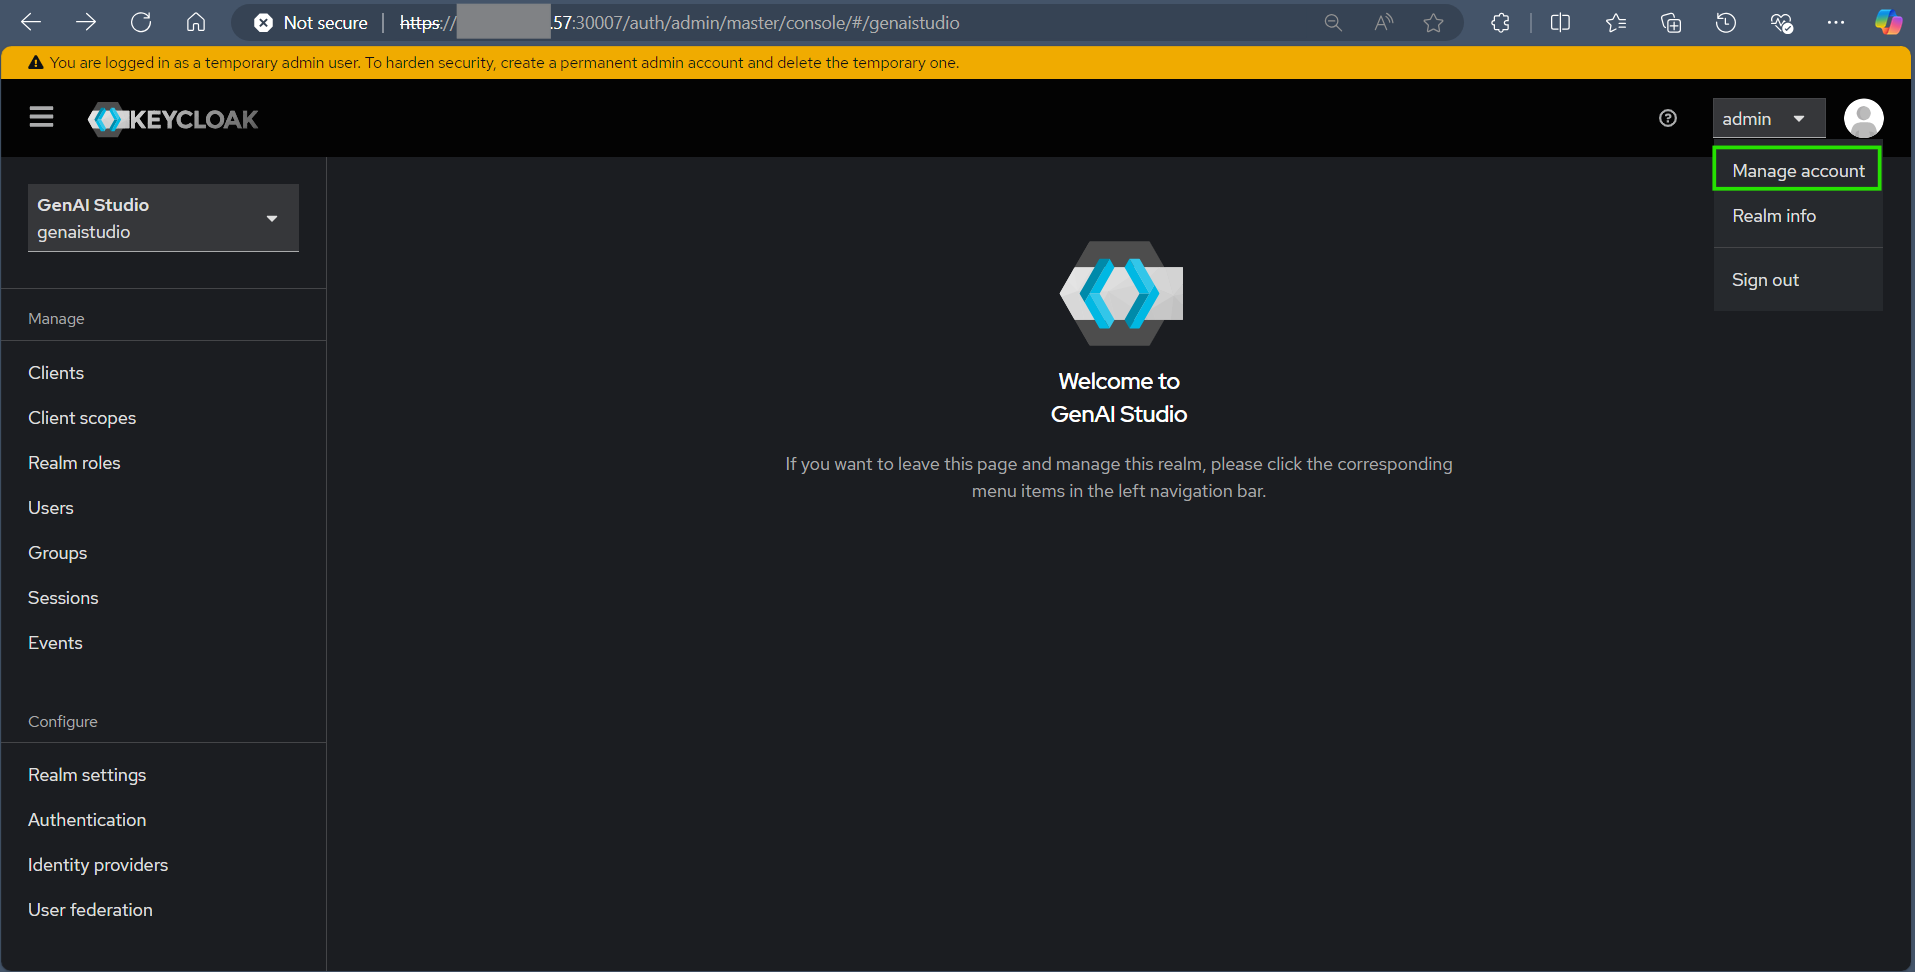 Not secure
https://
.57:30007/auth/admin/master/console/#/genaistudio
You are logged in as a temporary admin user. To harden security, create a permanent admin account and delete the temporary one.
KEYCLOAK
admin
Manage account
Realm info
Sign out
GenAI Studio
genaistudio
Manage
Clients
Client scopes
Realm roles
Users
Groups
Sessions
Events
Configure
Realm settings
Authentication
Identity providers
User federation
Welcome to
GenAI Studio
If you want to leave this page and manage this realm, please click the corresponding
menu items in the left navigation bar.